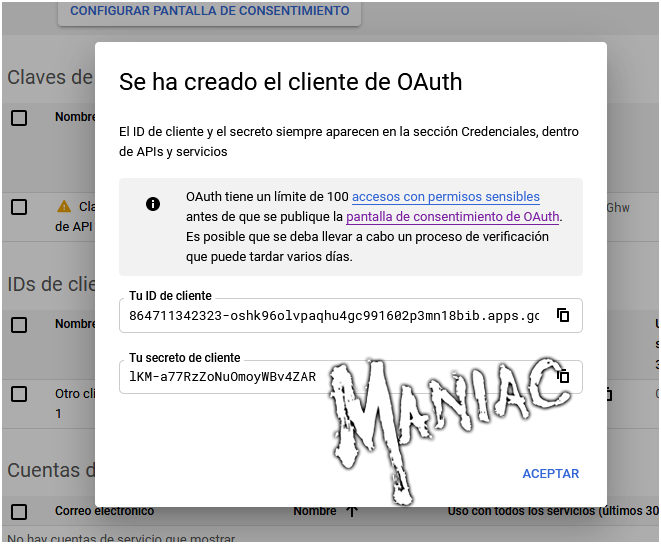 CONFIGURAR PANTALLA DE CONSENTIMIENTO
Se ha creado el cliente de OAuth
Claves de
Nombre
El ID de cliente y el secreto siempre aparecen en la sección Credenciales, dentro
de APIs y servicios
OAuth tiene un límite de 100 accesos con permisos sensibles
antes de que se publique la pantalla de consentimiento de OAuth.
Es posible que se deba llevar a cabo un proceso de verificación
que puede tardar varios días.
Cla
de API
Ghw
IDs de clie
Tu ID de cliente
864711342323-oshk96olvpaqhu4gc991602p3mn18bib.apps.gc
Nombre
Tu secreto de cliente
lKM-a77RzZoNuOmoyWBv4ZAR
MANIAC
Otro cli
1
ACEPTAR
Cuentas d
Correo electrónico
Nombre
Uso con todos los servicios (últimos 30
No hay cuentas de servicio que mostrar